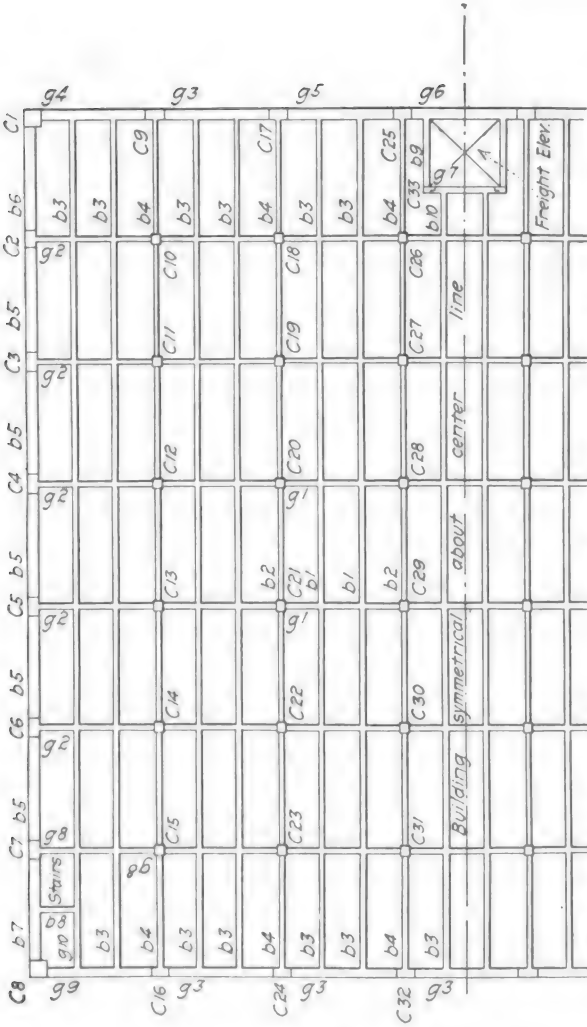 C8 b7 C7 b5 C6 b5 C5 b5 C4 b5 C3 b5 C2 b6 C1
g9 b8 g10 Stairs g8 g2 g2 g2 g2 g2 g4
b3 b3
b3
b4 g8 b4
C16 C15 C14 C13 C12 C11 C10 C9
g3 b3 b3 g3
b3 b3
b4 b2 b4
C24 C23 C22 C21 C20 C19 C18 C17
g3 b3 g1 b1 g1 b3 g5
b3 b1 b3
b4 b2 b4
C32 C31 C30 C29 C28 C27 C26 b10 C33 b9 C25
g3 b3 g7 g6
Building symmetrical about center line
A
Freight Elev.